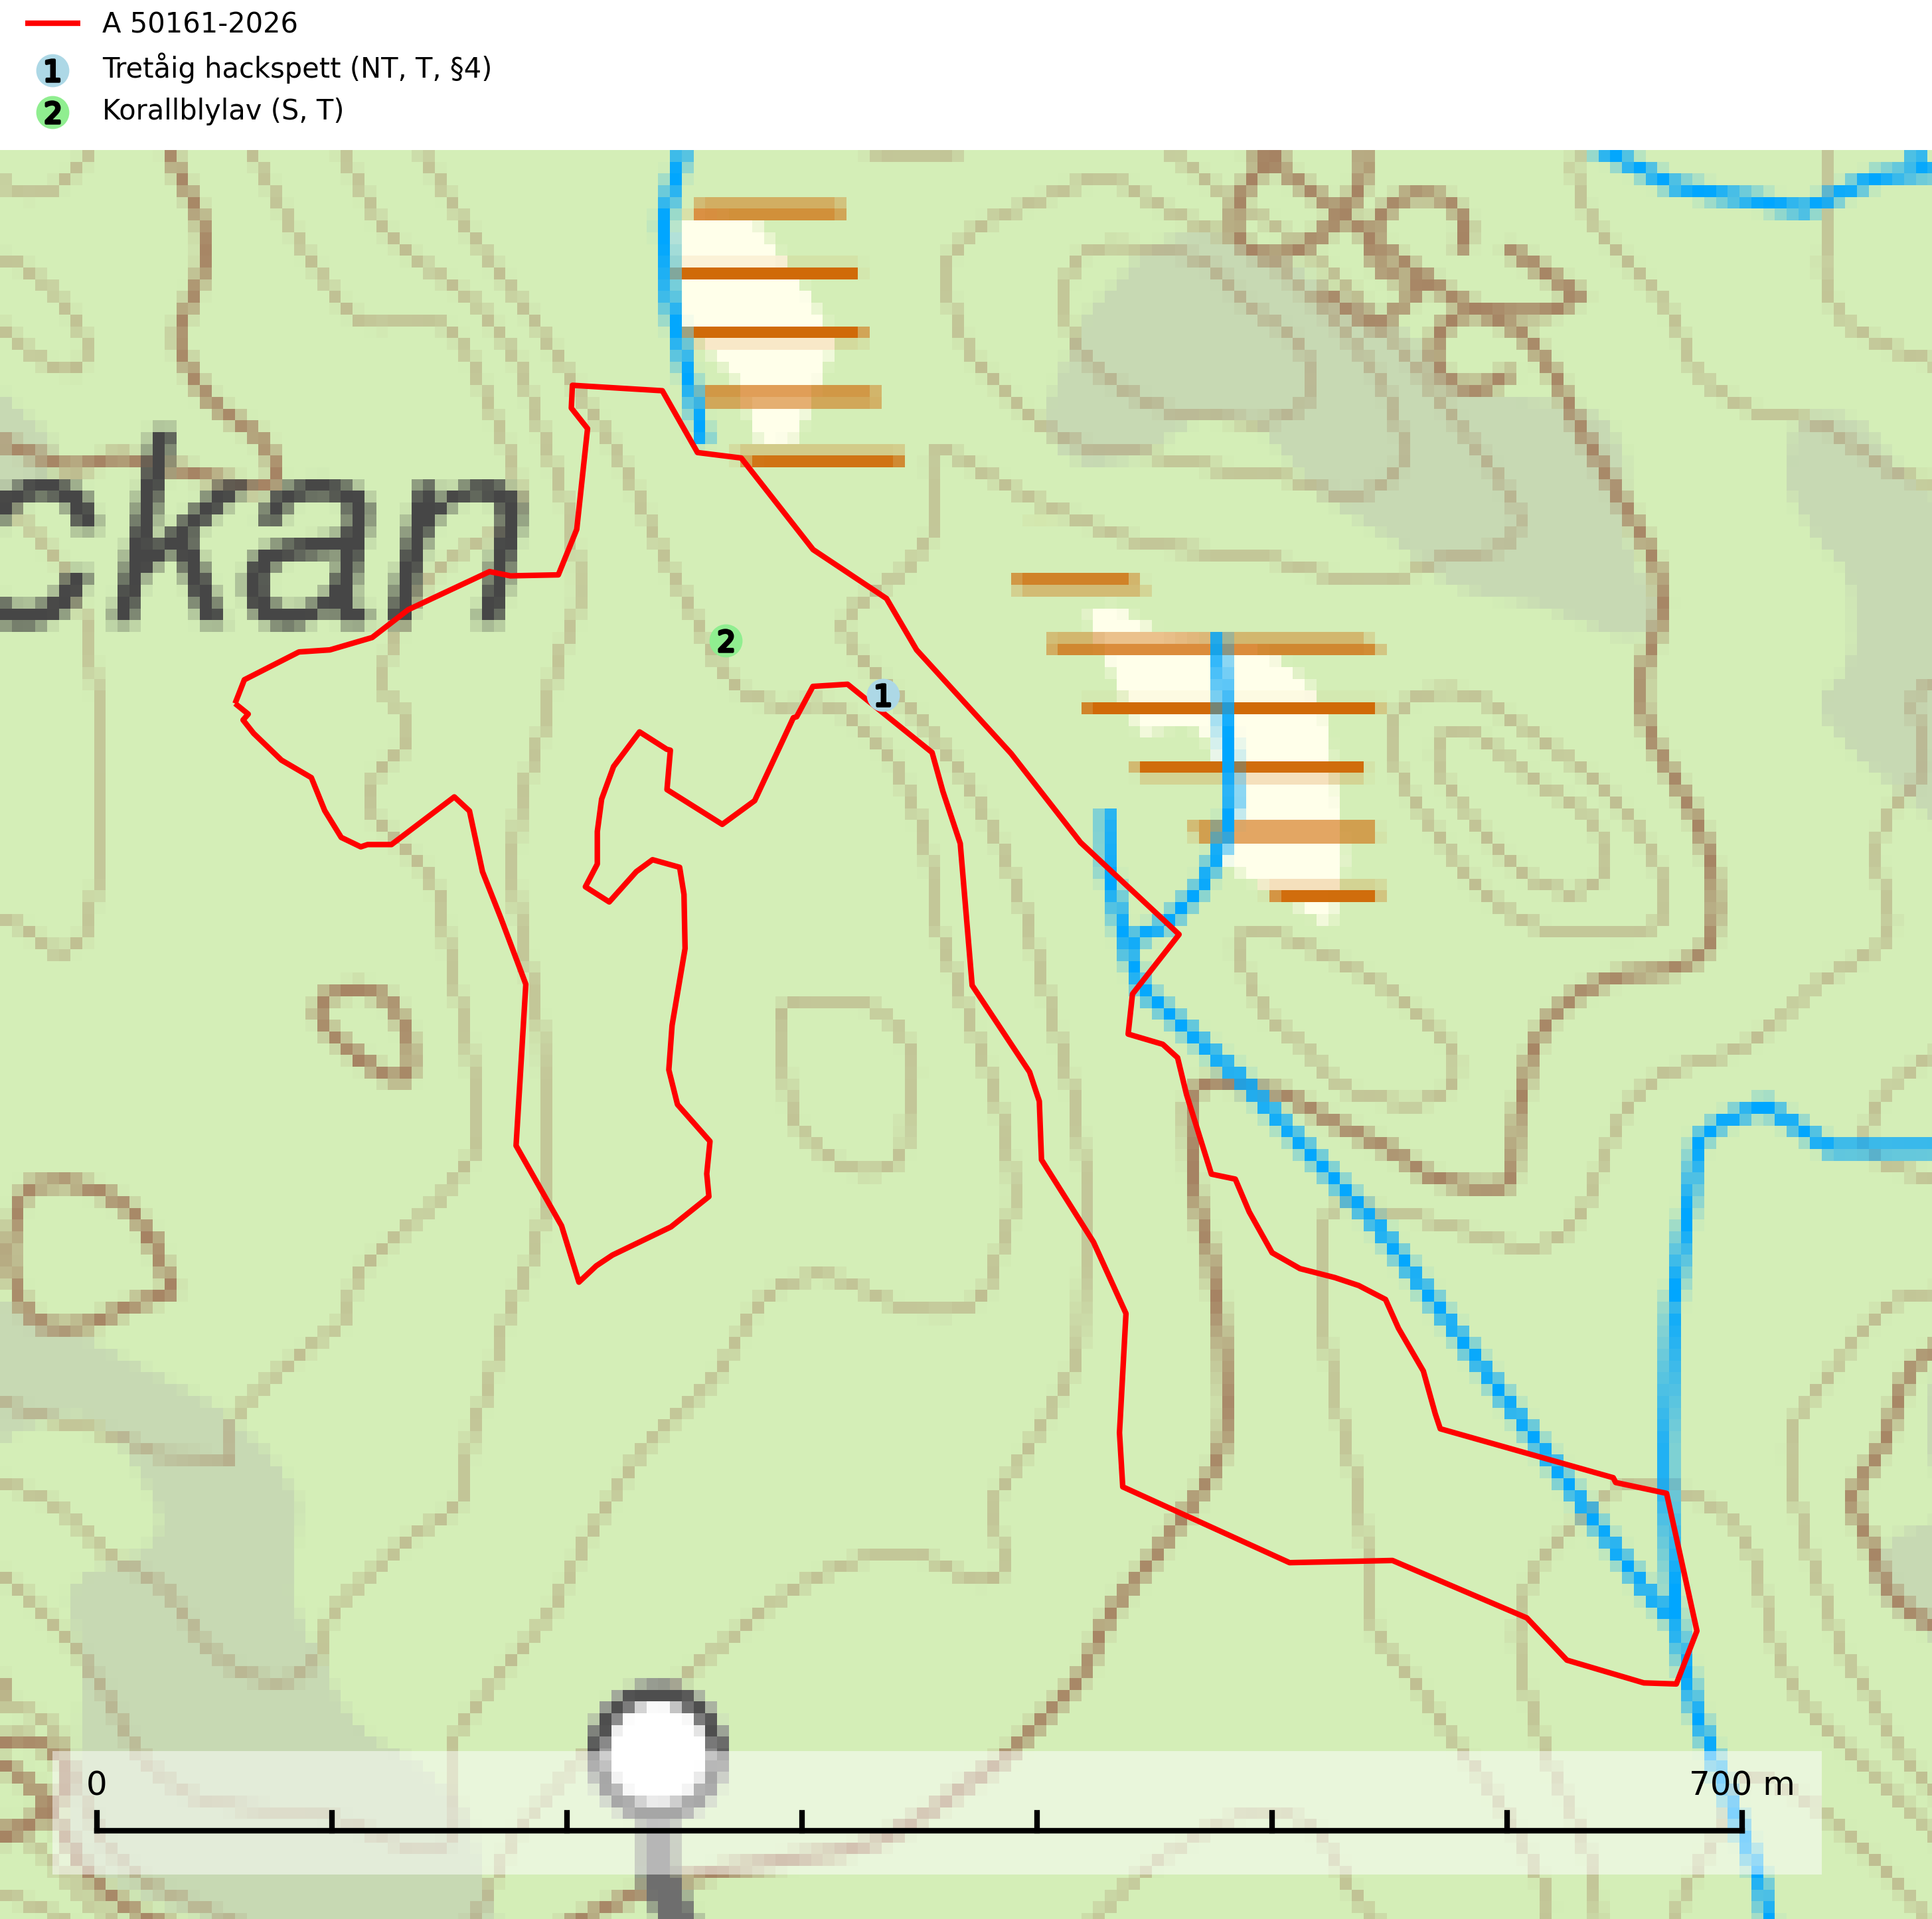 A 50161-2026
1 Tretåig hackspett (NT, T, §4)
2 Korallblylav (S, T)
ckan
2
1
0 700 m